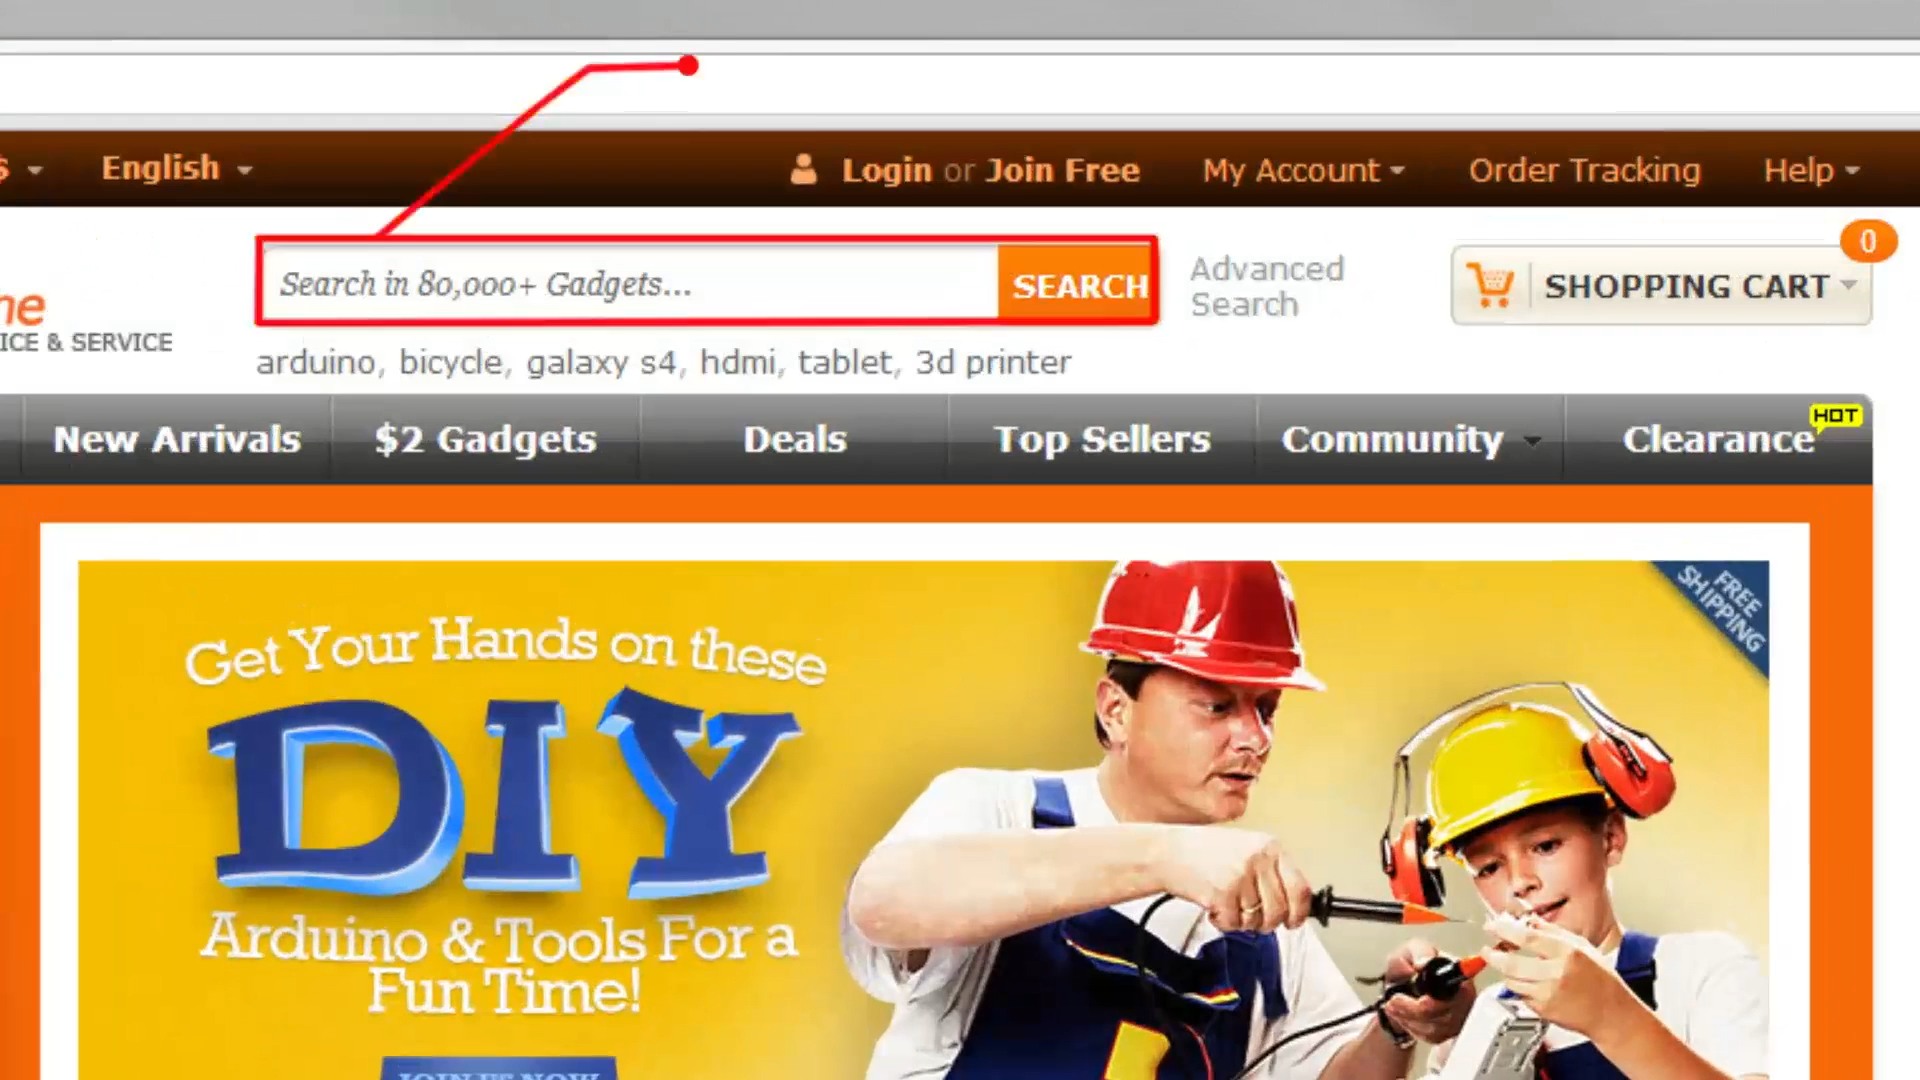 $ English Login or Join Free My Account Order Tracking Help
0
Search in 80,000+ Gadgets... SEARCH Advanced Search SHOPPING CART
ne
ICE & SERVICE
arduino, bicycle, galaxy s4, hdmi, tablet, 3d printer
HOT
New Arrivals $2 Gadgets Deals Top Sellers Community Clearance
FREE SHIPPING
Get Your Hands on these
DIY
Arduino & Tools For a
Fun Time!